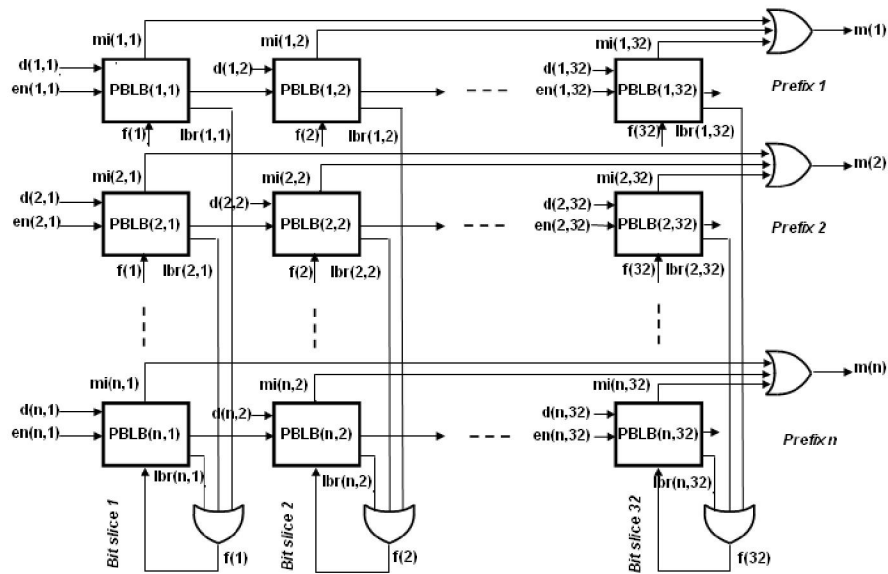 mi(1,1) mi(1,2) mi(1,32) m(1)
d(1,1) d(1,2) d(1,32)
en(1,1) PBLB(1,1) PBLB(1,2) en(1,32) PBLB(1,32) Prefix 1
f(1) lbr(1,1) f(2) lbr(1,2) f(32) lbr(1,32)
mi(2,1) mi(2,2) mi(2,32) m(2)
d(2,1) d(2,2) d(2,32)
en(2,1) PBLB(2,1) PBLB(2,2) en(2,32) PBLB(2,32) Prefix 2
f(1) lbr(2,1) f(2) lbr(2,2) f(32) lbr(2,32)
mi(n,1) mi(n,2) mi(n,32) m(n)
d(n,1) d(n,2) d(n,32)
en(n,1) PBLB(n,1) PBLB(n,2) en(n,32) PBLB(n,32) Prefix n
lbr(n,1) lbr(n,2) lbr(n,32)
Bit slice 1 Bit slice 2 Bit slice 32
f(1) f(2) f(32)